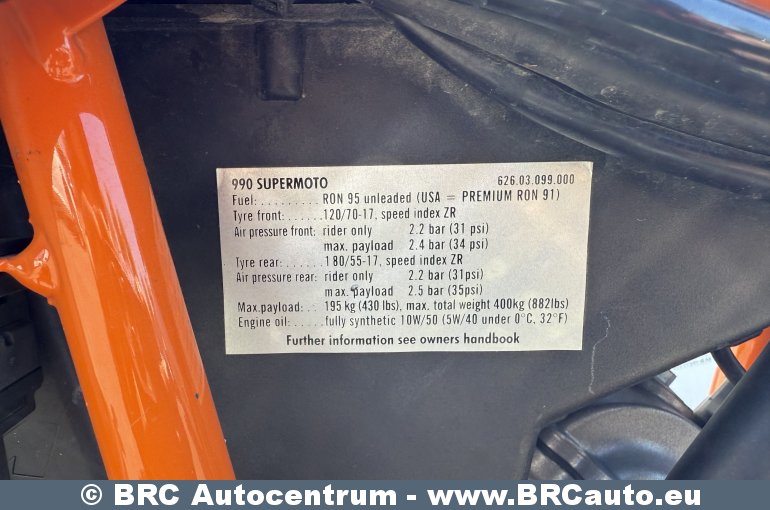 990 SUPERMOTO 626.03.099.000
Fuel:. . . . . . . . . RON 95 unleaded (USA = PREMIUM RON 91)
Tyre front:. . . . . .120/70-17, speed index ZR
Air pressure front: rider only 2.2 bar (31 psi)
max. payload 2.4 bar (34 psi)
Tyre rear:. . . . . . .180/55-17, speed index ZR
Air pressure rear: rider only 2.2 bar (31psi)
max. payload 2.5 bar (35psi)
Max.payload:. . . 195 kg (430 lbs), max. total weight 400kg (882lbs)
Engine oil:. . . . . .fully synthetic 10W/50 (5W/40 under 0°C, 32°F)
Further information see owners handbook
© BRC Autocentrum - www.BRCauto.eu